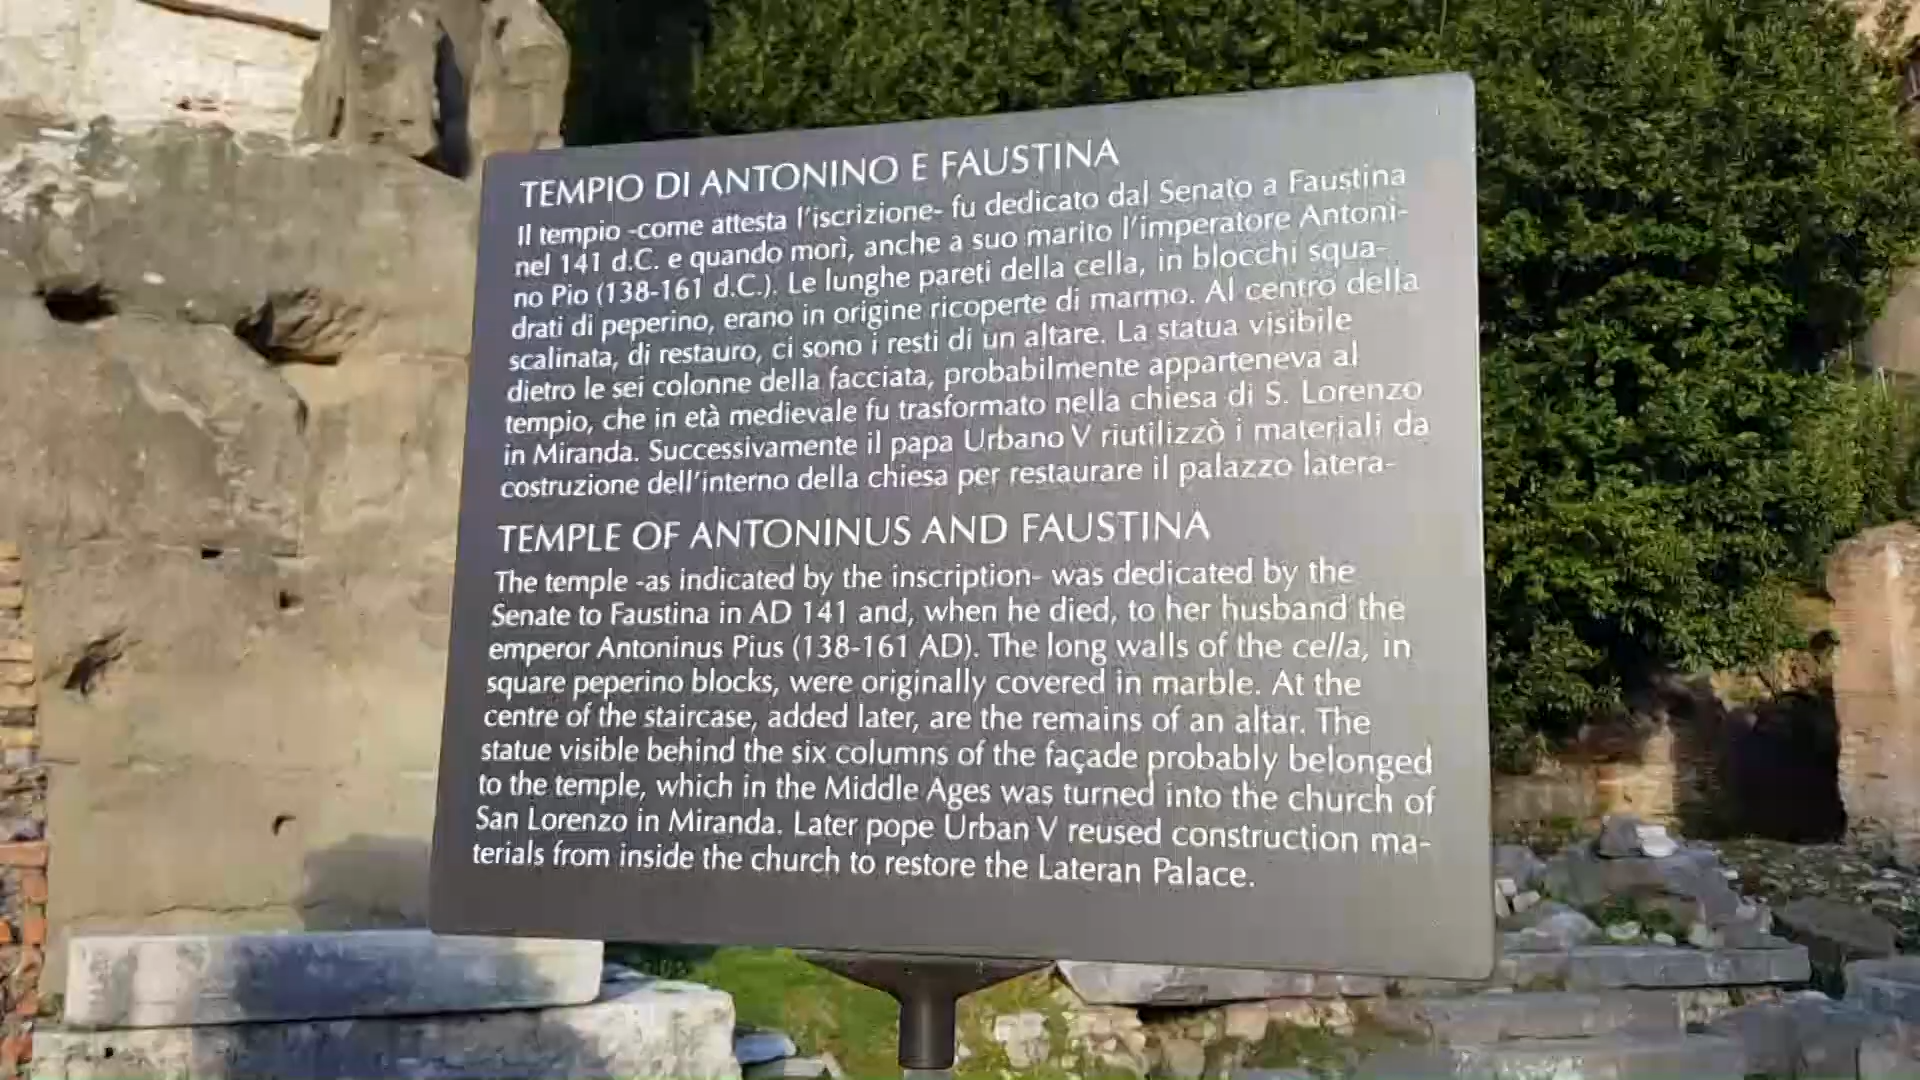 TEMPIO DI ANTONINO E FAUSTINA
Il tempio -come attesta l'iscrizione- fu dedicato dal Senato a Faustina
nel 141 d.C. e quando morì, anche a suo marito l'imperatore Antoni-
no Pio (138-161 d.C.). Le lunghe pareti della cella, in blocchi squa-
drati di peperino, erano in origine ricoperte di marmo. Al centro della
scalinata, di restauro, ci sono i resti di un altare. La statua visibile
dietro le sei colonne della facciata, probabilmente apparteneva al
tempio, che in età medievale fu trasformato nella chiesa di S. Lorenzo
in Miranda. Successivamente il papa Urbano V riutilizzò i materiali da
costruzione dell'interno della chiesa per restaurare il palazzo latera-
TEMPLE OF ANTONINUS AND FAUSTINA
The temple -as indicated by the inscription- was dedicated by the
Senate to Faustina in AD 141 and, when he died, to her husband the
emperor Antoninus Pius (138-161 AD). The long walls of the cella, in
square peperino blocks, were originally covered in marble. At the
centre of the staircase, added later, are the remains of an altar. The
statue visible behind the six columns of the façade probably belonged
to the temple, which in the Middle Ages was turned into the church of
San Lorenzo in Miranda. Later pope Urban V reused construction ma-
terials from inside the church to restore the Lateran Palace.